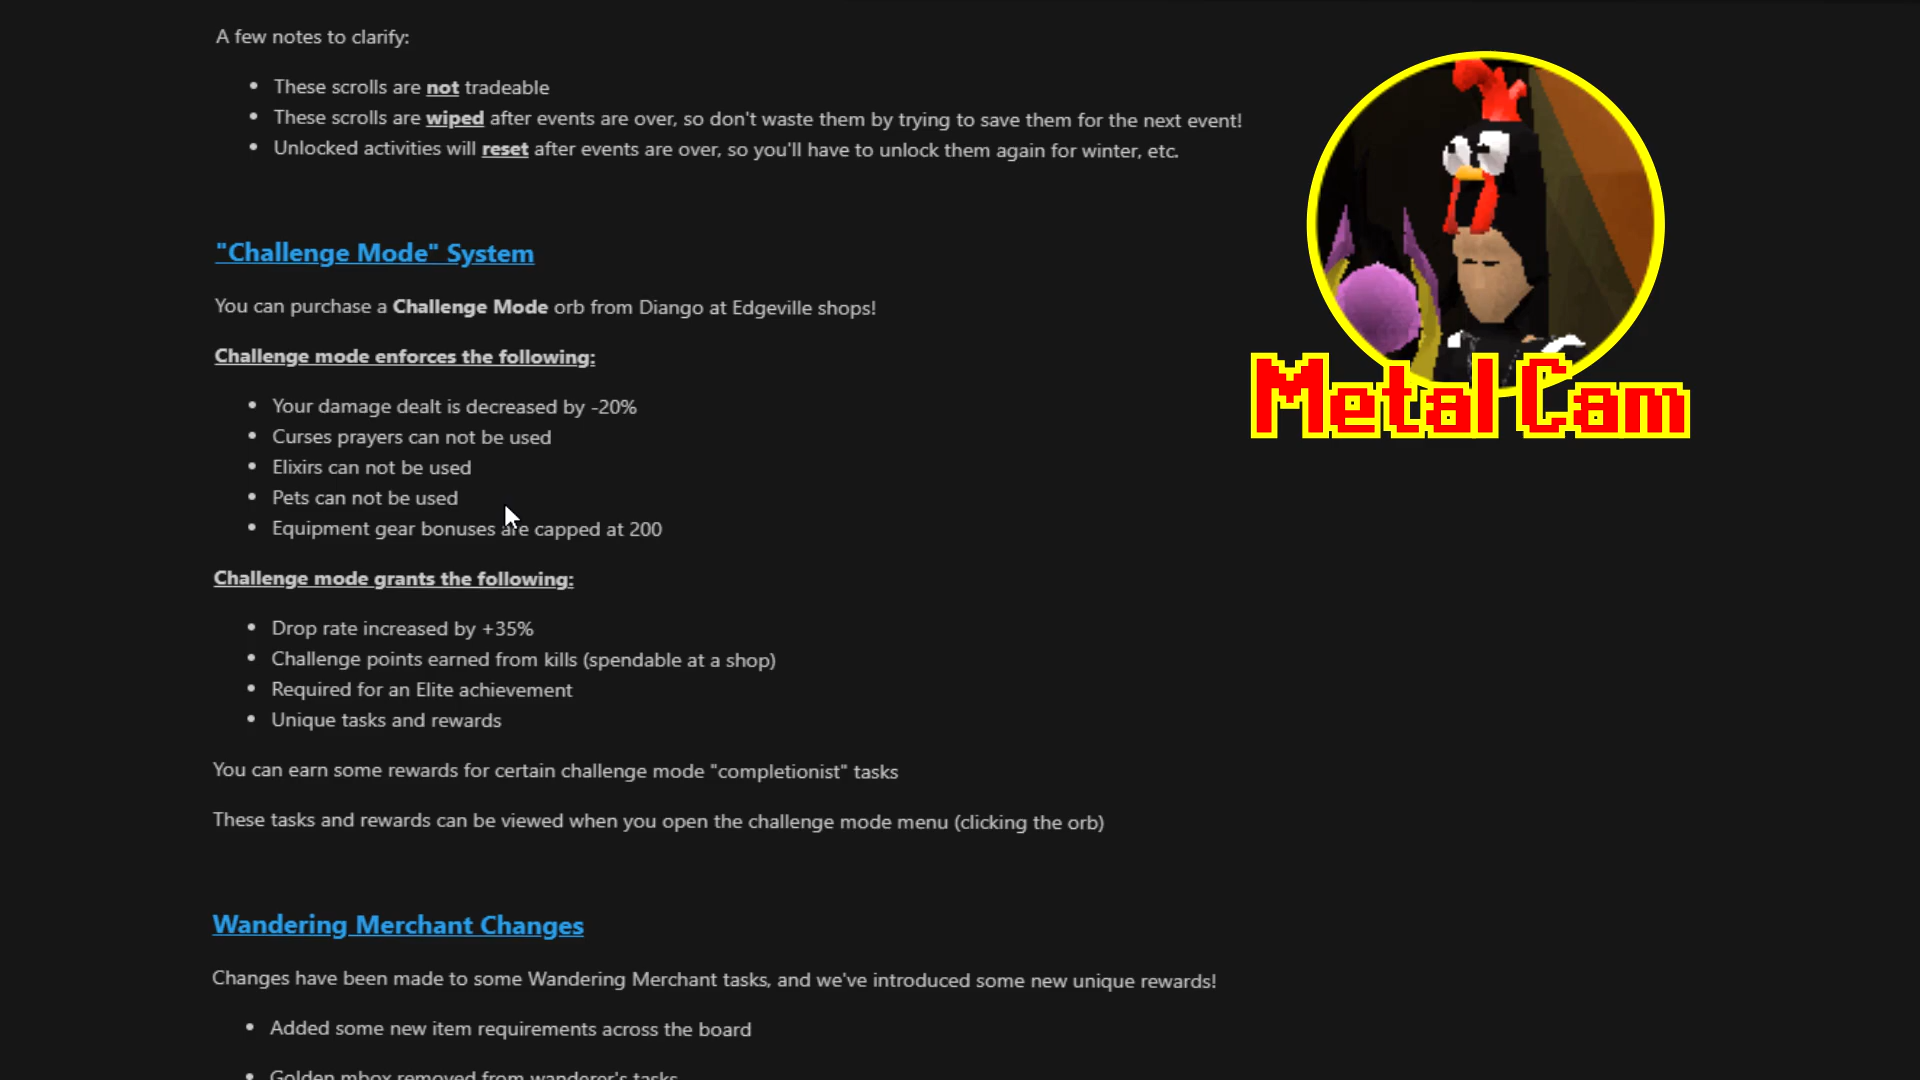 A few notes to clarify:
These scrolls are not tradeable
These scrolls are wiped after events are over, so don't waste them by trying to save them for the next event!
Unlocked activities will reset after events are over, so you'll have to unlock them again for winter, etc.
Metal Cam
"Challenge Mode" System
You can purchase a Challenge Mode orb from Diango at Edgeville shops!
Challenge mode enforces the following:
Your damage dealt is decreased by -20%
Curses prayers can not be used
Elixirs can not be used
Pets can not be used
Equipment gear bonuses are capped at 200
Challenge mode grants the following:
Drop rate increased by +35%
Challenge points earned from kills (spendable at a shop)
Required for an Elite achievement
Unique tasks and rewards
You can earn some rewards for certain challenge mode "completionist" tasks
These tasks and rewards can be viewed when you open the challenge mode menu (clicking the orb)
Wandering Merchant Changes
Changes have been made to some Wandering Merchant tasks, and we've introduced some new unique rewards!
Added some new item requirements across the board
Golden mbox removed from wanderer's tasks